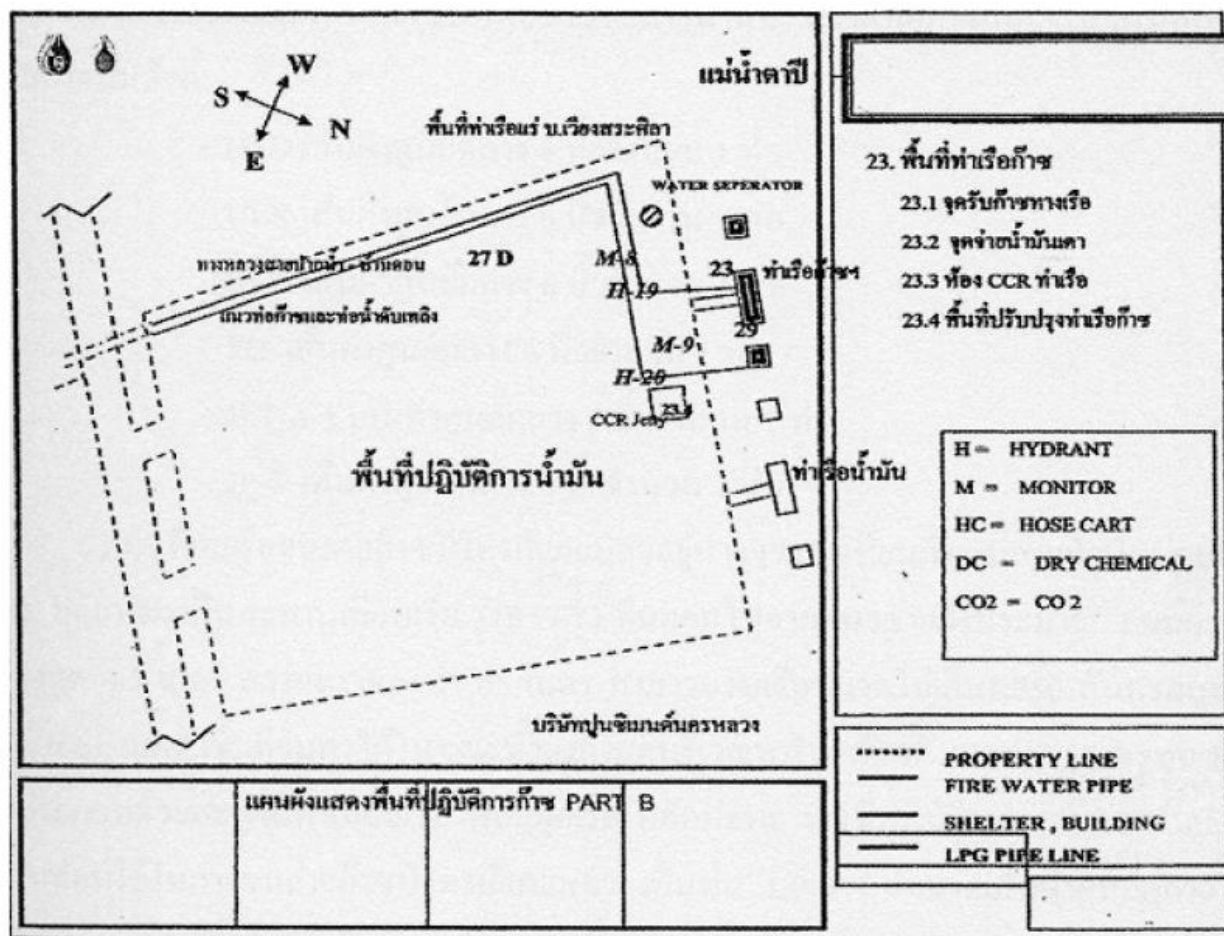 W
S
N
E
แม่น้ำตาปี
พื้นที่ท่าเรือแร่ บ.เวียงสระศิลา
WATER SEPERATOR
27 D
M-8
23
ท่าเรือก๊าซฯ
H-19
แนวท่อก๊าซและท่อน้ำดับเพลิง
29
M-9
H-20
CCR Jetty
พื้นที่ปฏิบัติการน้ำมัน
ท่าเรือน้ำมัน
บริษัทปูนซิเมนต์นครหลวง
แผนผังแสดงพื้นที่ปฏิบัติการก๊าซ PART B
23. พื้นที่ท่าเรือก๊าซ
23.1 จุดรับก๊าซทางเรือ
23.2 จุดจ่ายน้ำมันเตา
23.3 ห้อง CCR ท่าเรือ
23.4 พื้นที่ปรับปรุงท่าเรือก๊าซ
H = HYDRANT
M = MONITOR
HC = HOSE CART
DC = DRY CHEMICAL
CO2 = CO 2
PROPERTY LINE
FIRE WATER PIPE
SHELTER , BUILDING
LPG PIPE LINE